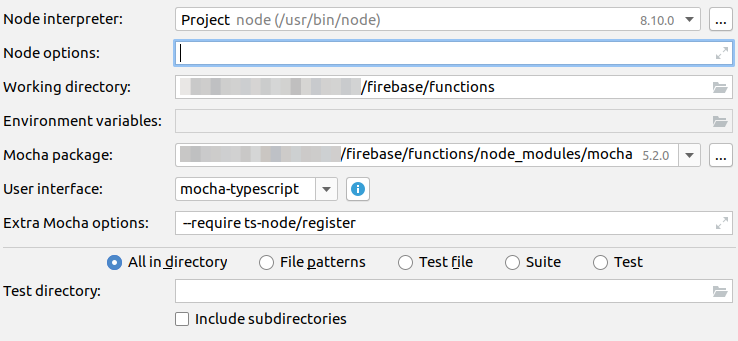 Node interpreter: Project node (/usr/bin/node) 8.10.0 ...
Node options:
Working directory: /firebase/functions
Environment variables:
Mocha package: /firebase/functions/node_modules/mocha 5.2.0 ...
User interface: mocha-typescript
Extra Mocha options: --require ts-node/register
All in directory File patterns Test file Suite Test
Test directory:
Include subdirectories